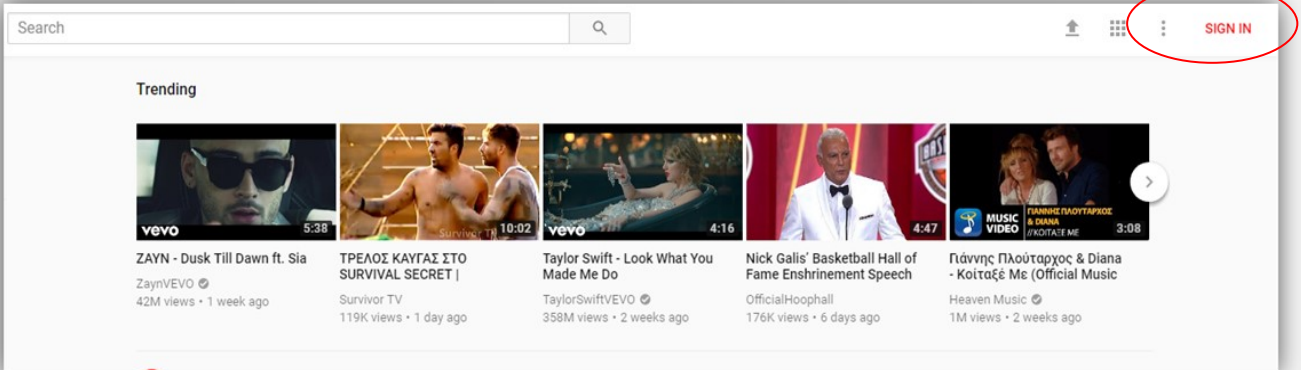 Search
SIGN IN
Trending
vevo
5:38
Survivor TV
10:02
vevo
4:16
4:47
MUSIC
VIDEO
ΓΙΑΝΝΗΣ ΠΛΟΥΤΑΡΧΟΣ
& DIANA
//ΚΟΙΤΑΞΕ ΜΕ
3:08
ZAYN - Dusk Till Dawn ft. Sia
ZaynVEVO
42M views • 1 week ago
ΤΡΕΛΟΣ ΚΑΥΓΑΣ ΣΤΟ
SURVIVAL SECRET |
Survivor TV
119K views • 1 day ago
Taylor Swift - Look What You
Made Me Do
TaylorSwiftVEVO
358M views • 2 weeks ago
Nick Galis' Basketball Hall of
Fame Enshrinement Speech
OfficialHoophall
176K views • 6 days ago
Γιάννης Πλούταρχος & Diana
- Κοίταξέ Με (Official Music
Heaven Music
1M views • 2 weeks ago